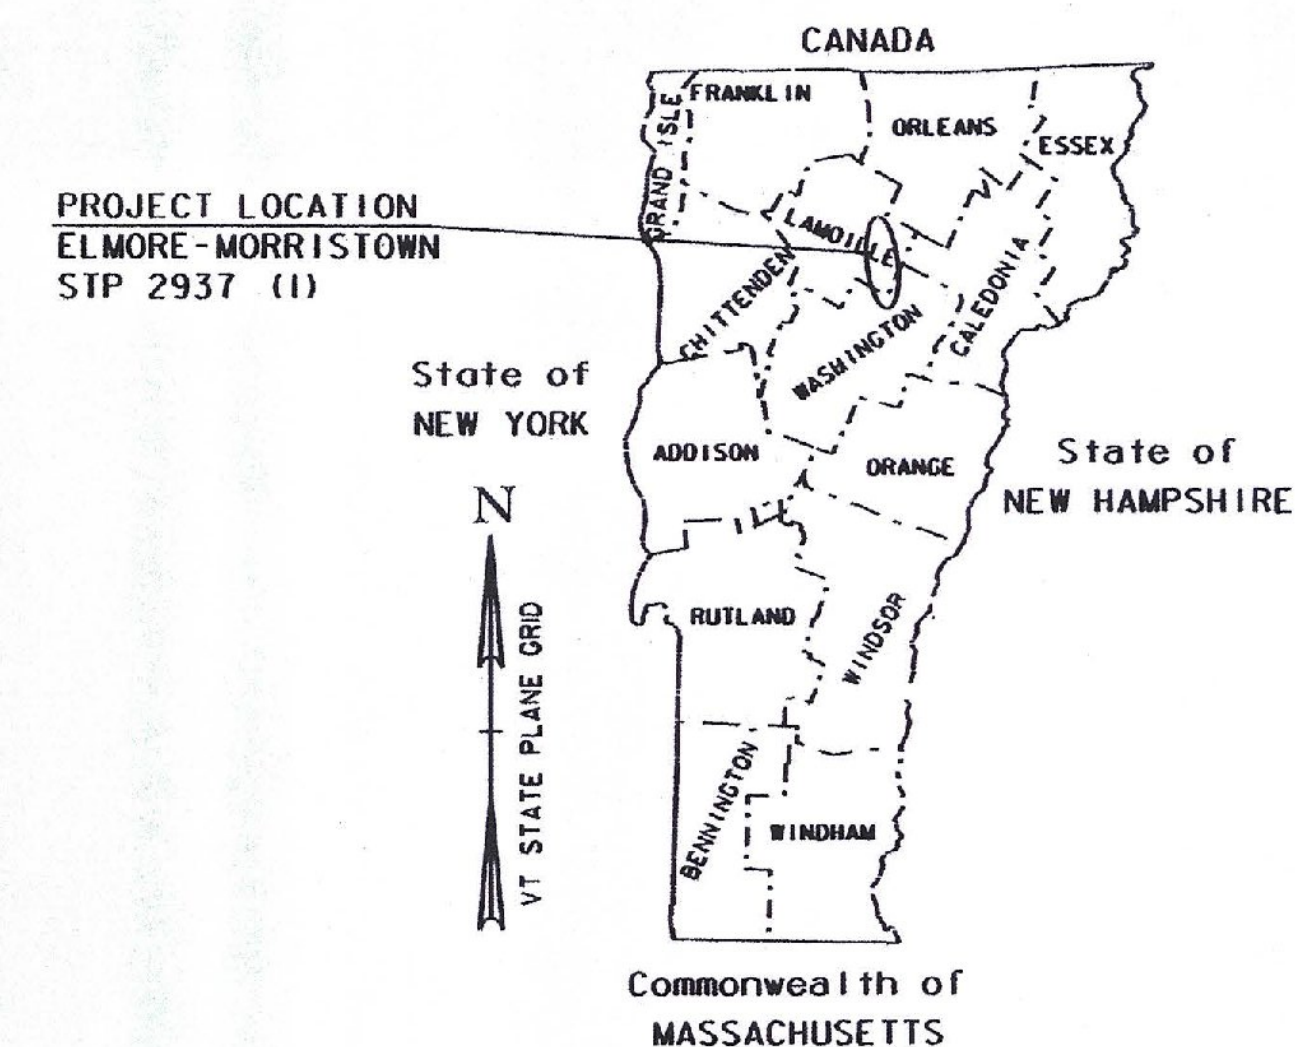 CANADA
FRANKLIN
GRAND ISLE
ORLEANS
ESSEX
PROJECT LOCATION
ELMORE-MORRISTOWN
STP 2937 (1)
LAMOILLE
CHITTENDEN
CALEDONIA
WASHINGTON
State of
NEW YORK
ADDISON
ORANGE
State of
NEW HAMPSHIRE
N
VT STATE PLANE GRID
RUTLAND
WINDSOR
BENNINGTON
WINDHAM
Commonwealth of
MASSACHUSETTS